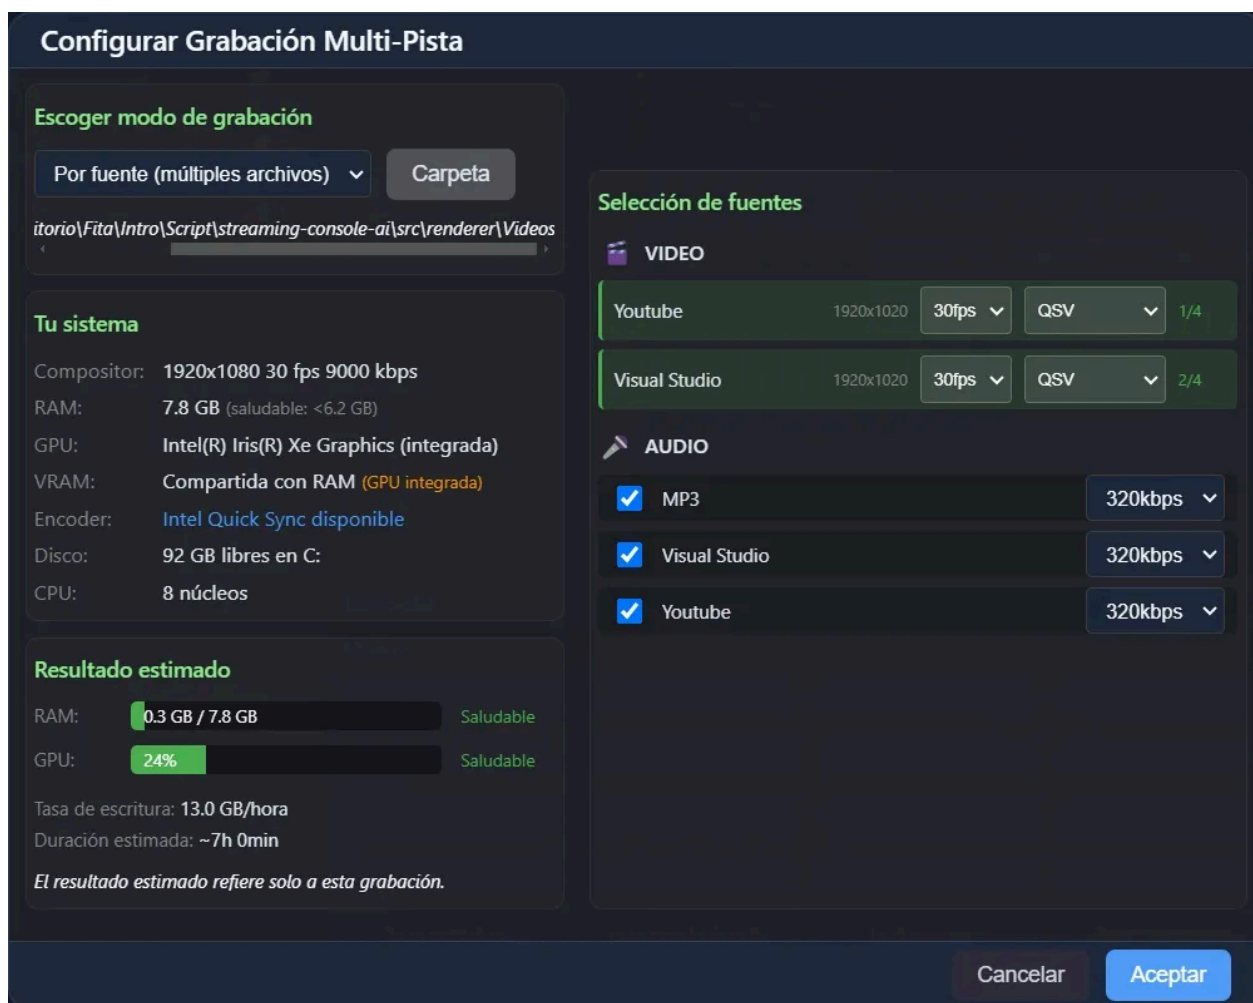 Configurar Grabación Multi-Pista
Escoger modo de grabación
Por fuente (múltiples archivos)
Carpeta
itorio\Fita\Intro\Script\streaming-console-ai\src\renderer\Videos
Tu sistema
Compositor: 1920x1080 30 fps 9000 kbps
RAM: 7.8 GB (saludable: <6.2 GB)
GPU: Intel(R) Iris(R) Xe Graphics (integrada)
VRAM: Compartida con RAM (GPU integrada)
Encoder: Intel Quick Sync disponible
Disco: 92 GB libres en C:
CPU: 8 núcleos
Resultado estimado
RAM: 0.3 GB / 7.8 GB Saludable
GPU: 24% Saludable
Tasa de escritura: 13.0 GB/hora
Duración estimada: ~7h 0min
El resultado estimado refiere solo a esta grabación.
Selección de fuentes
VIDEO
Youtube 1920x1020 30fps QSV 1/4
Visual Studio 1920x1020 30fps QSV 2/4
AUDIO
MP3 320kbps
Visual Studio 320kbps
Youtube 320kbps
Cancelar
Aceptar